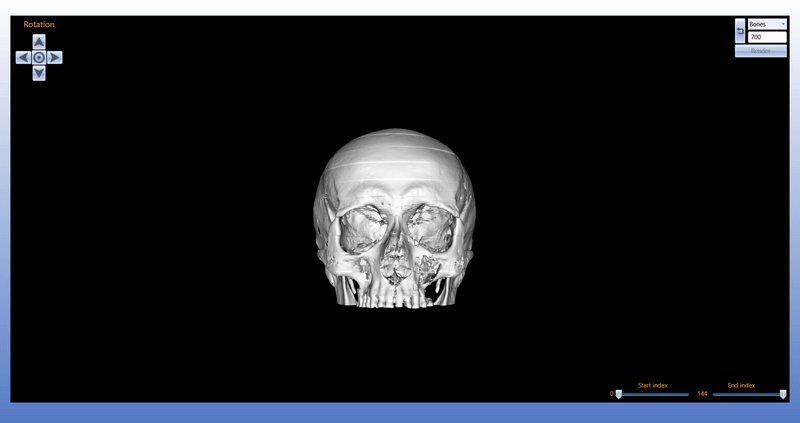 Rotation
Bones
700
Render
Start index
End index
0
144